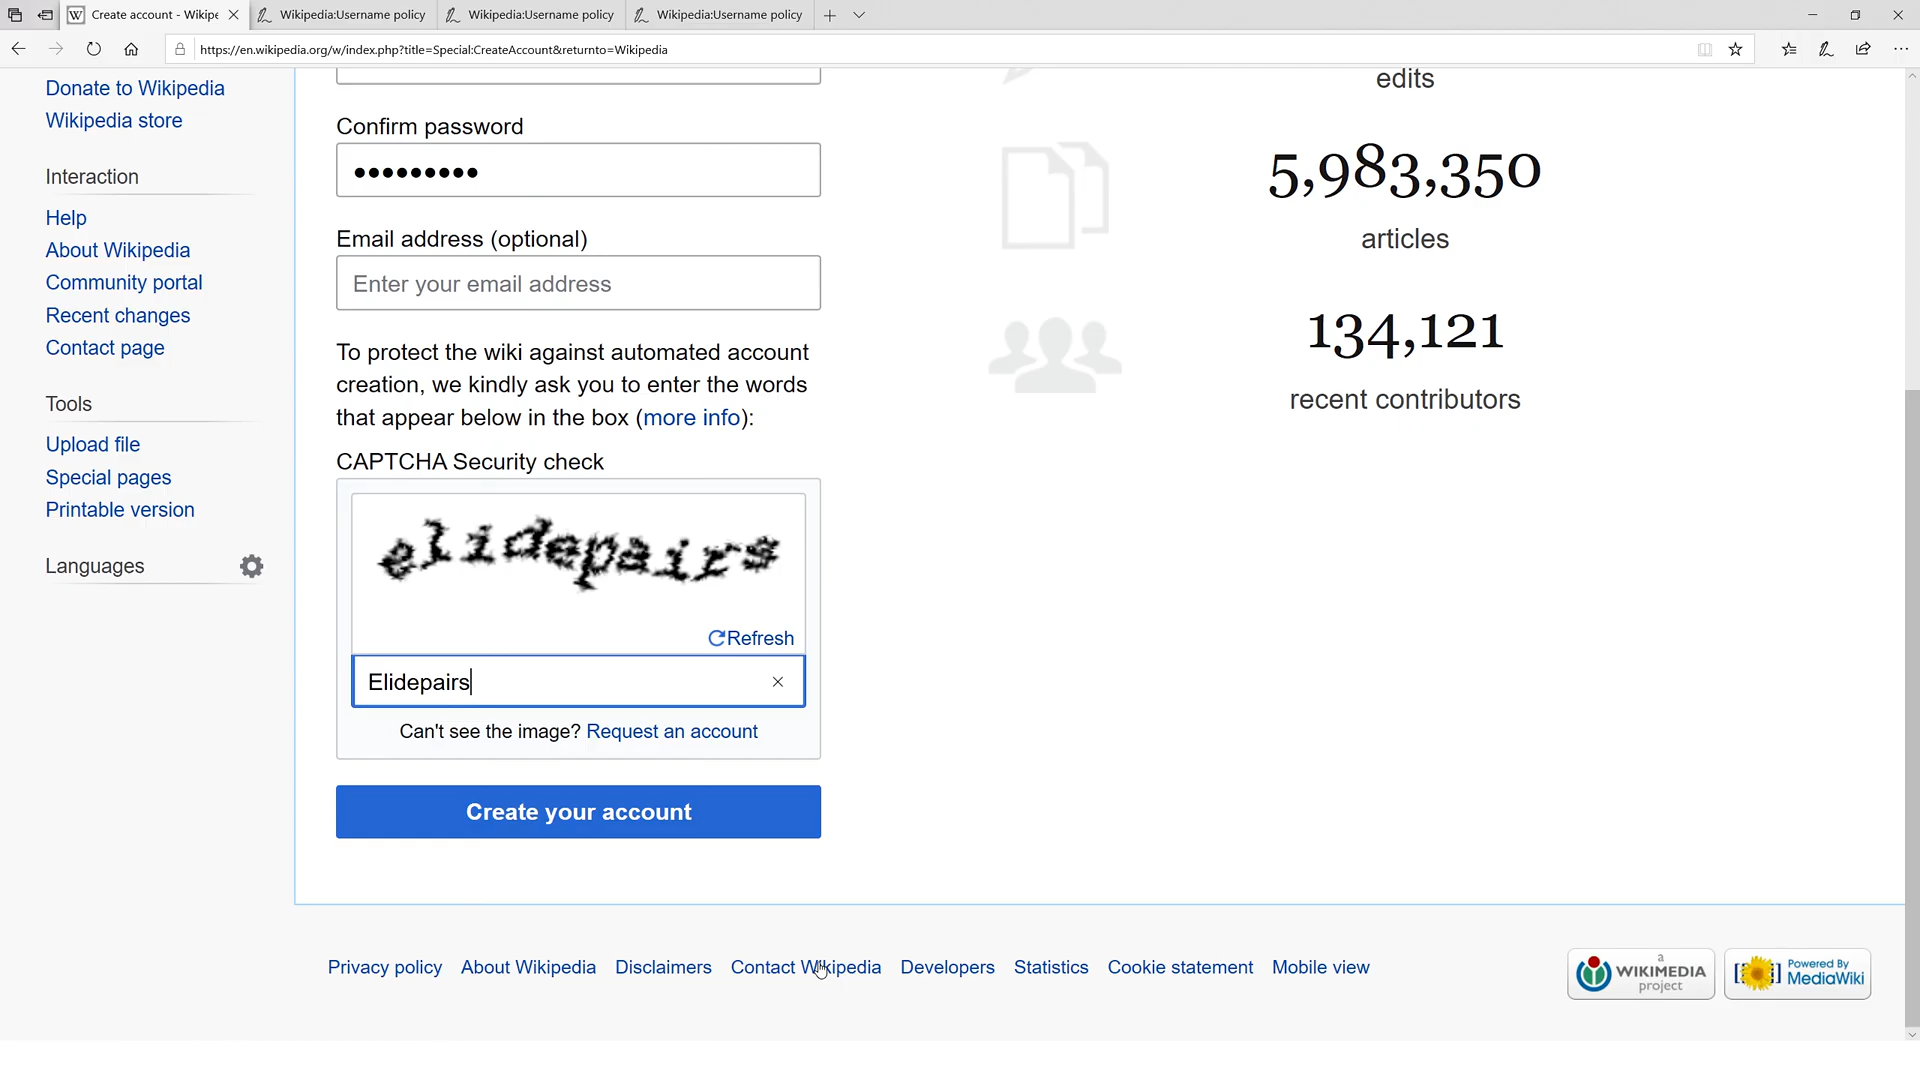 Create account - Wikipe
Wikipedia:Username policy
Wikipedia:Username policy
Wikipedia:Username policy
https://en.wikipedia.org/w/index.php?title=Special:CreateAccount&returnto=Wikipedia
Donate to Wikipedia
Wikipedia store
Interaction
Help
About Wikipedia
Community portal
Recent changes
Contact page
Tools
Upload file
Special pages
Printable version
Languages
Confirm password
•••••••••
Email address (optional)
Enter your email address
To protect the wiki against automated account
creation, we kindly ask you to enter the words
that appear below in the box (more info):
CAPTCHA Security check
elidepairs
Refresh
Elidepairs
Can't see the image? Request an account
Create your account
edits
5,983,350
articles
134,121
recent contributors
Privacy policy About Wikipedia Disclaimers Contact Wikipedia Developers Statistics Cookie statement Mobile view
a
WIKIMEDIA
project
Powered By
MediaWiki